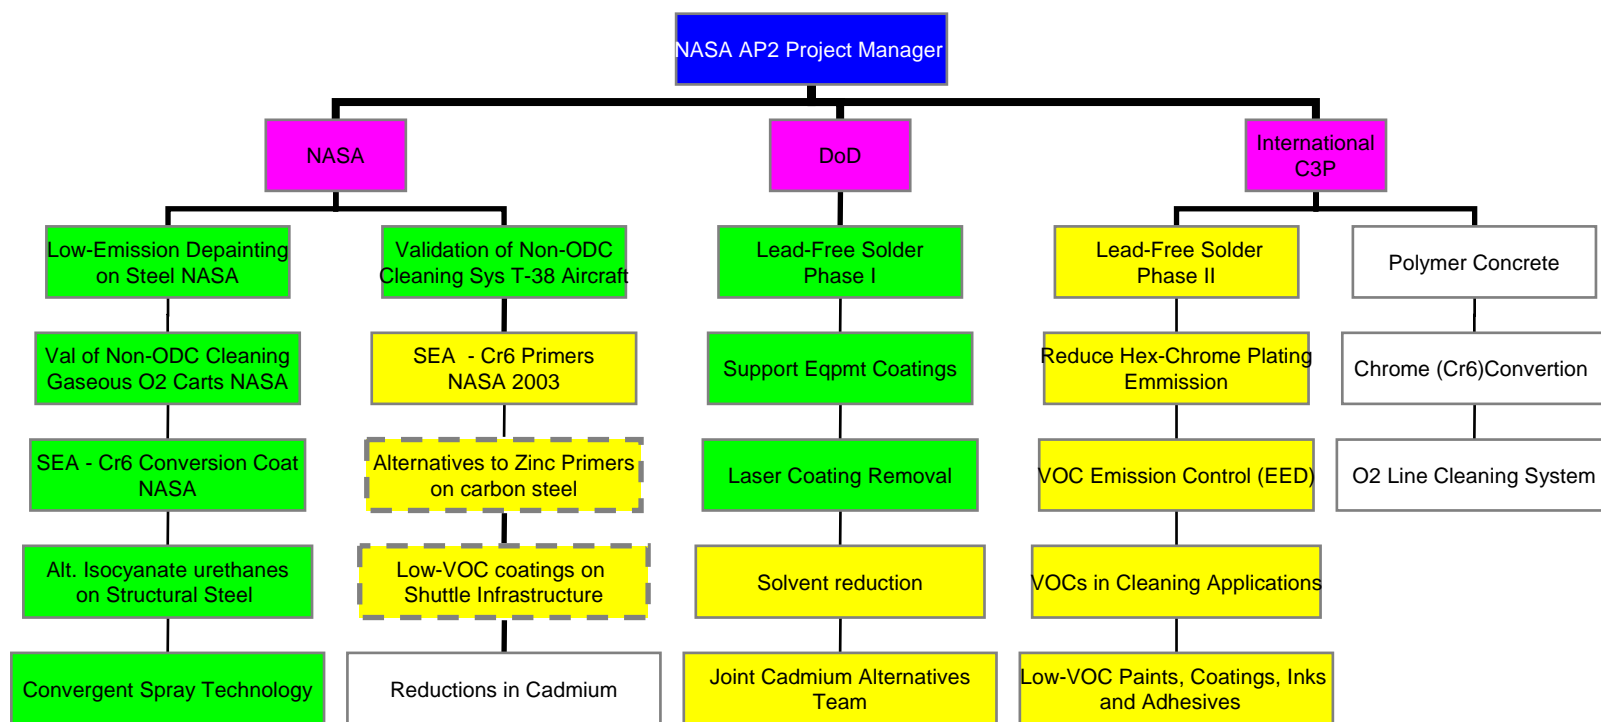 NASA AP2 Project Manager
NASA
DoD
International
C3P
Low-Emission Depainting
on Steel NASA
Validation of Non-ODC
Cleaning Sys T-38 Aircraft
Lead-Free Solder
Phase I
Lead-Free Solder
Phase II
Polymer Concrete
Val of Non-ODC Cleaning
Gaseous O2 Carts NASA
SEA - Cr6 Primers
NASA 2003
Support Eqpmt Coatings
Reduce Hex-Chrome Plating
Emmission
Chrome (Cr6)Convertion
SEA - Cr6 Conversion Coat
NASA
Alternatives to Zinc Primers
on carbon steel
Laser Coating Removal
VOC Emission Control (EED)
O2 Line Cleaning System
Alt. Isocyanate urethanes
on Structural Steel
Low-VOC coatings on
Shuttle Infrastructure
Solvent reduction
VOCs in Cleaning Applications
Convergent Spray Technology
Reductions in Cadmium
Joint Cadmium Alternatives
Team
Low-VOC Paints, Coatings, Inks
and Adhesives